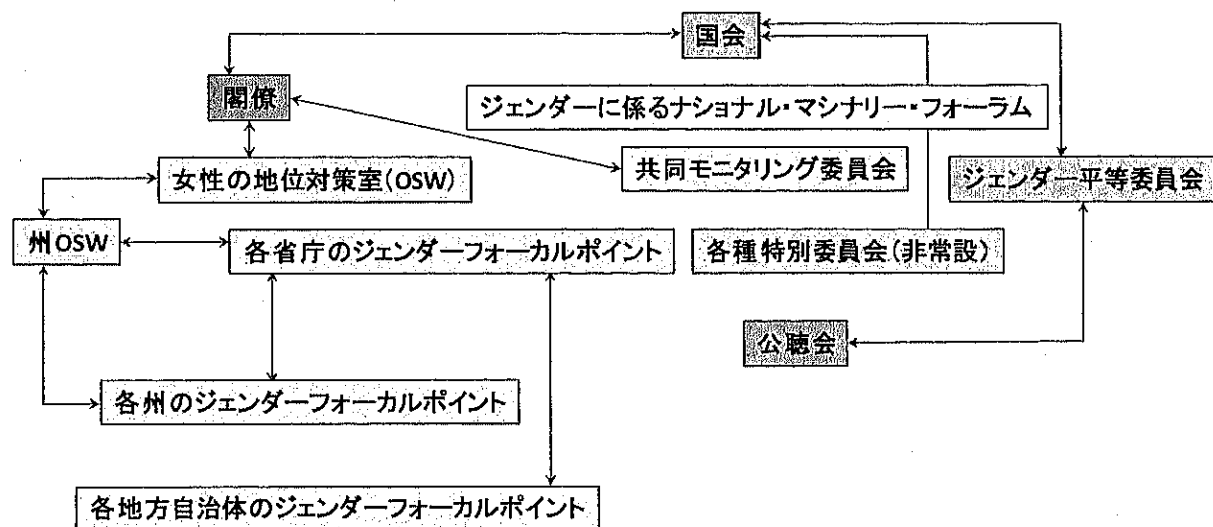 国会
閣僚
ジェンダーに係るナショナル・マシナリー・フォーラム
女性の地位対策室(OSW)
共同モニタリング委員会
ジェンダー平等委員会
州OSW
各省庁のジェンダーフォーカルポイント
各種特別委員会(非常設)
公聴会
各州のジェンダーフォーカルポイント
各地方自治体のジェンダーフォーカルポイント